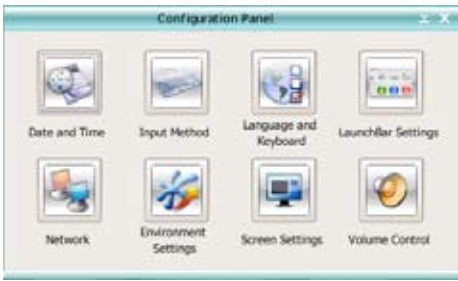 Configuration Panel
Date and Time
Input Method
Language and
Keyboard
LaunchBar Settings
Network
Environment
Settings
Screen Settings
Volume Control